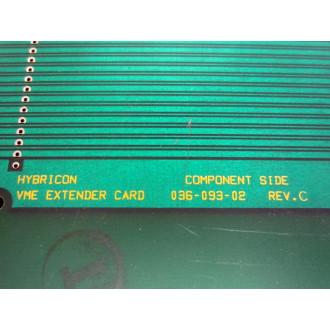 HYBRICON COMPONENT SIDE
VME EXTENDER CARD 036-093-02 REV.C